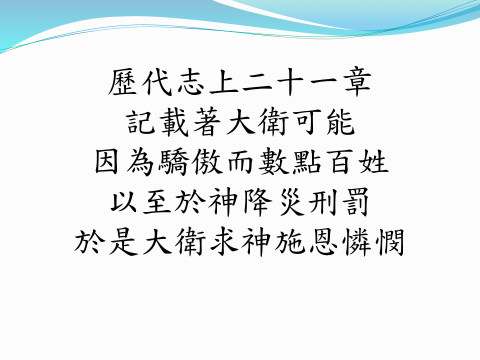 歷代志上二十一章
記載著大衛可能
因為驕傲而數點百姓
以至於神降災刑罰
於是大衛求神施恩憐憫